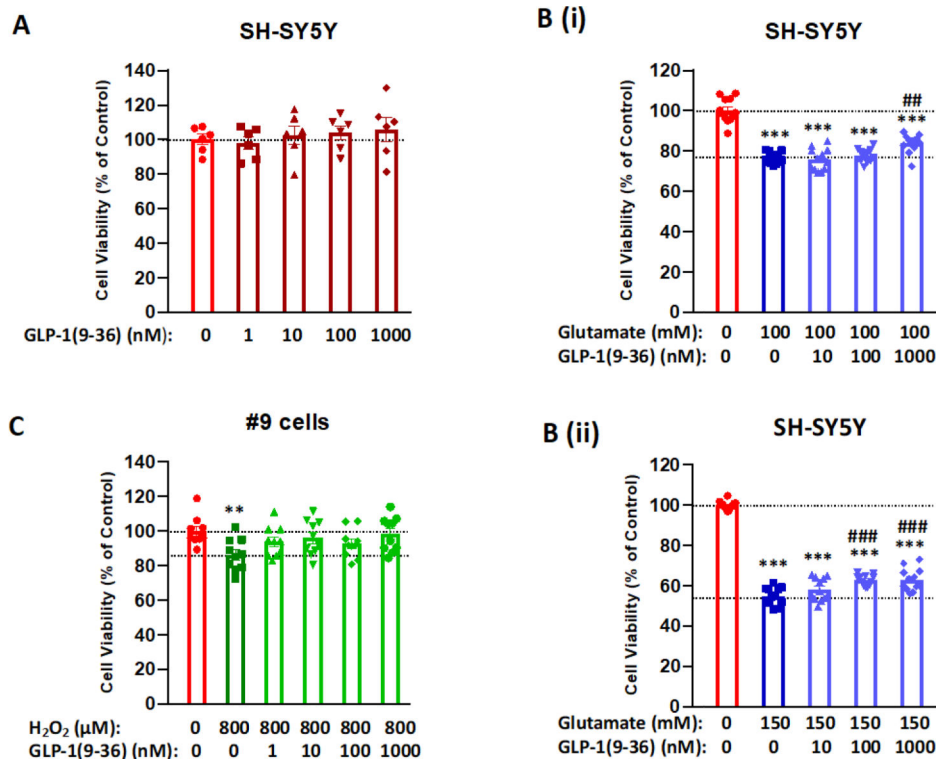 A
SH-SY5Y
Cell Viability (% of Control)
140
120
100
80
60
40
20
0
GLP-1(9-36) (nM): 0 1 10 100 1000
B (i)
SH-SY5Y
Cell Viability (% of Control)
120
100
80
60
40
20
0
*** *** *** ***
##
Glutamate (mM): 0 100 100 100 100
GLP-1(9-36) (nM): 0 0 10 100 1000
C
#9 cells
Cell Viability (% of Control)
140
120
100
80
60
40
20
0
**
H₂O₂ (μM): 0 800 800 800 800 800
GLP-1(9-36) (nM): 0 0 1 10 100 1000
B (ii)
SH-SY5Y
Cell Viability (% of Control)
120
100
80
60
40
20
0
### ###
*** *** *** ***
Glutamate (mM): 0 150 150 150 150
GLP-1(9-36) (nM): 0 0 10 100 1000